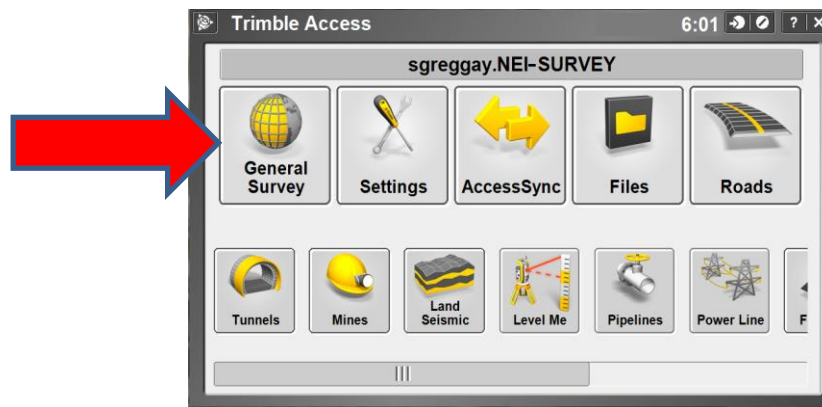 Trimble Access
6:01
?
X
sgreggay.NEI-SURVEY
General
Survey
Settings
AccessSync
Files
Roads
Tunnels
Mines
Land
Seismic
Level Me
Pipelines
Power Line
F